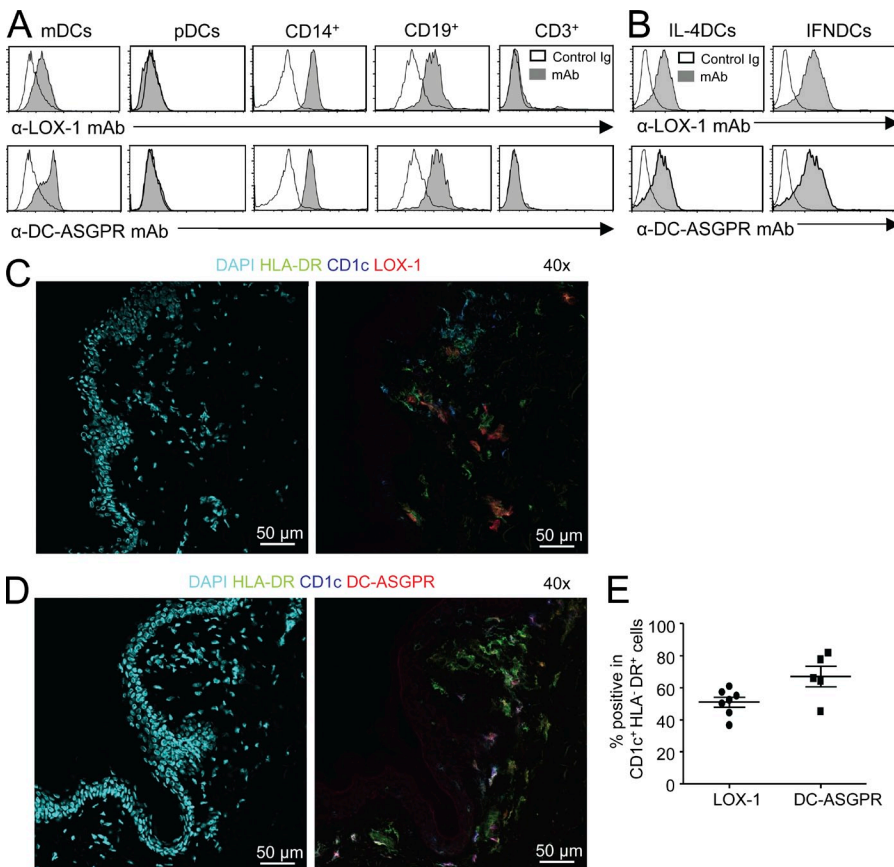 A
mDCs
pDCs
CD14⁺
CD19⁺
CD3⁺
Control Ig
mAb
α-LOX-1 mAb
α-DC-ASGPR mAb
B
IL-4DCs
IFNDCs
Control Ig
mAb
α-LOX-1 mAb
α-DC-ASGPR mAb
C
DAPI HLA-DR CD1c LOX-1
40x
50 µm
50 µm
D
DAPI HLA-DR CD1c DC-ASGPR
40x
50 µm
50 µm
E
% positive in
CD1c⁺ HLA⁻ DR⁺ cells
100
80
60
40
20
0
LOX-1
DC-ASGPR